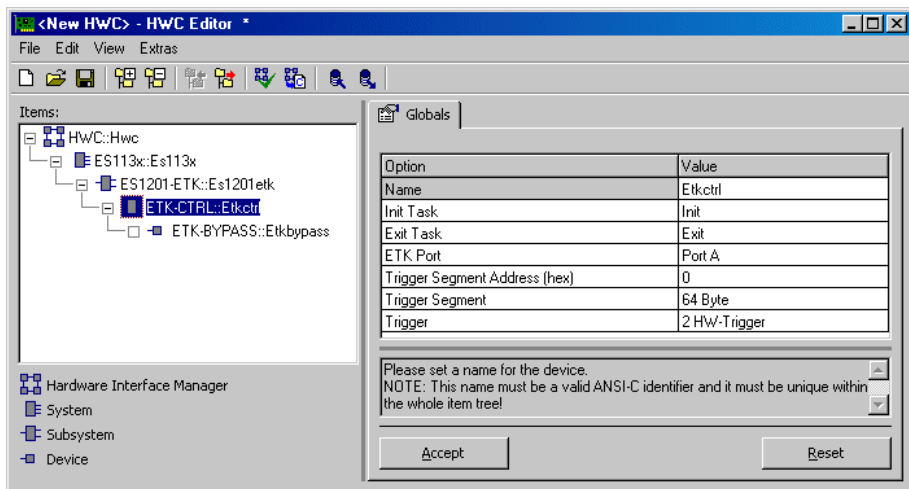 <New HWC> - HWC Editor *
File Edit View Extras
Items:
HWC::Hwc
ES113x::Es113x
ES1201-ETK::Es1201etk
ETK-CTRL::Etkctrl
ETK-BYPASS::Etkbypass
Hardware Interface Manager
System
Subsystem
Device
Globals
Option Value
Name Etkctrl
Init Task Init
Exit Task Exit
ETK Port Port A
Trigger Segment Address (hex) 0
Trigger Segment 64 Byte
Trigger 2 HW-Trigger
Please set a name for the device.
NOTE: This name must be a valid ANSI-C identifier and it must be unique within
the whole item tree!
Accept Reset